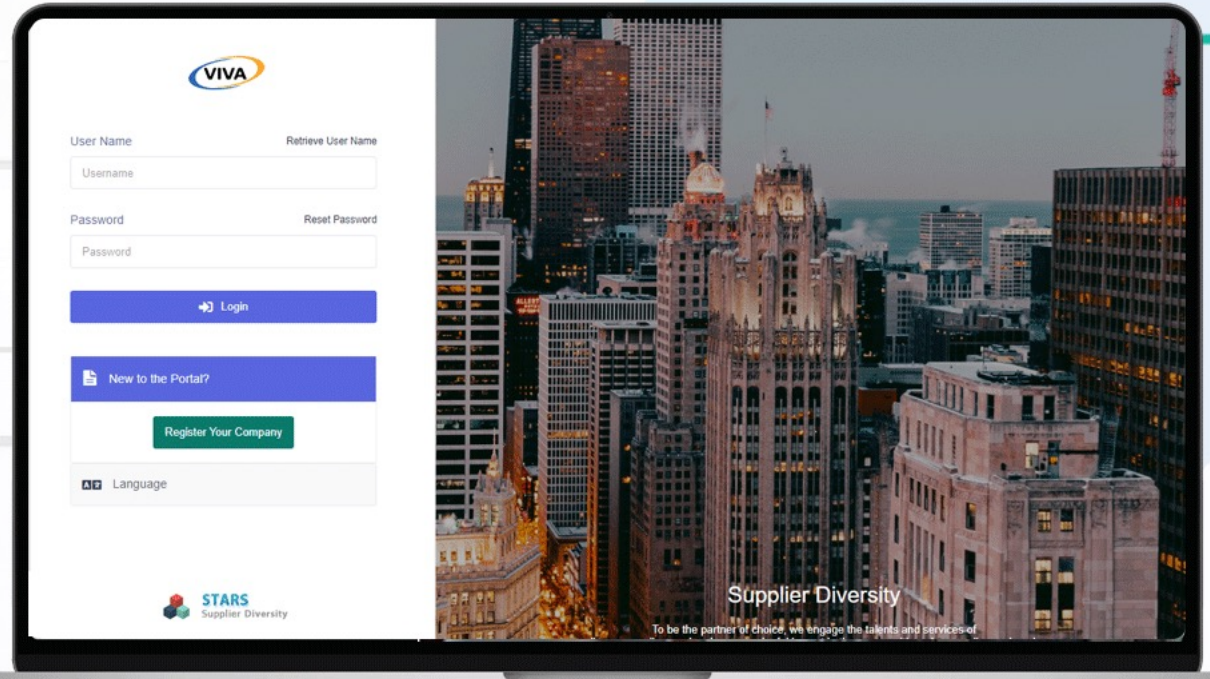 VIVA
User Name
Retrieve User Name
Username
Password
Reset Password
Password
Login
New to the Portal?
Register Your Company
Language
STARS
Supplier Diversity
Supplier Diversity
To be the partner of choice, we engage the talents and services of